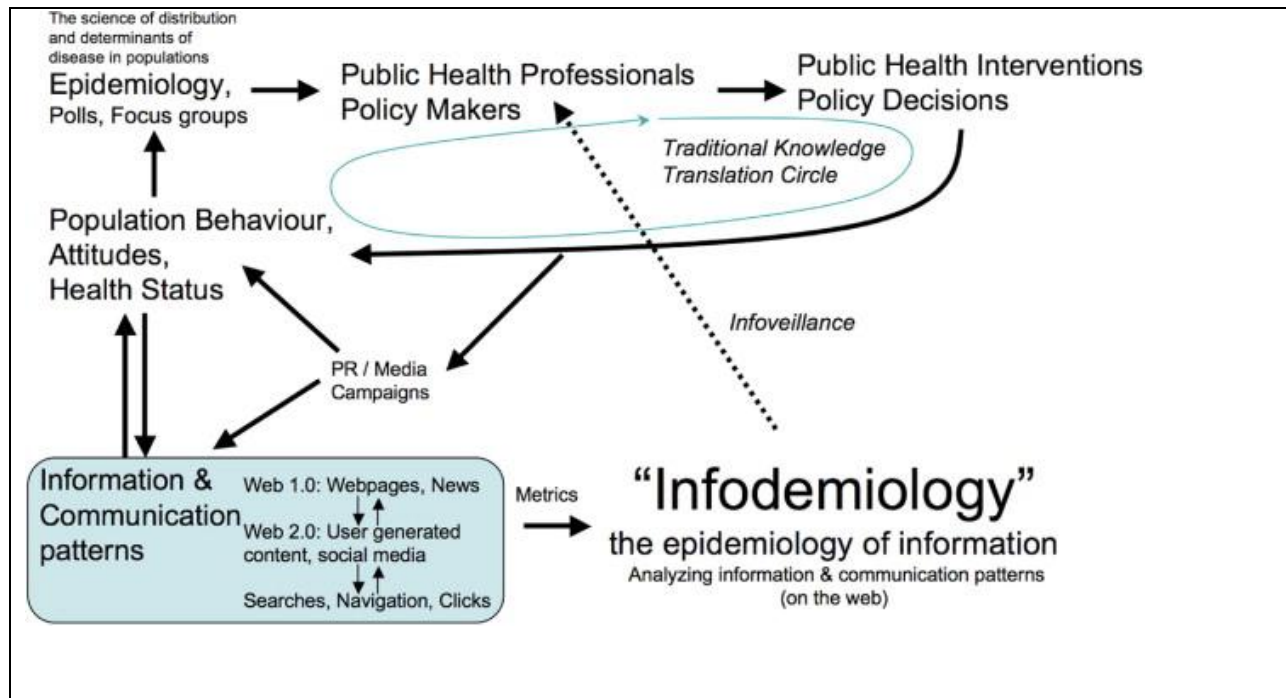 The science of distribution
and determinants of
disease in populations
Epidemiology,
Polls, Focus groups
Public Health Professionals
Policy Makers
Public Health Interventions
Policy Decisions
Traditional Knowledge
Translation Circle
Population Behaviour,
Attitudes,
Health Status
Infoveillance
PR / Media
Campaigns
Information &
Communication
patterns
Web 1.0: Webpages, News
Web 2.0: User generated
content, social media
Searches, Navigation, Clicks
Metrics
“Infodemiology”
the epidemiology of information
Analyzing information & communication patterns
(on the web)